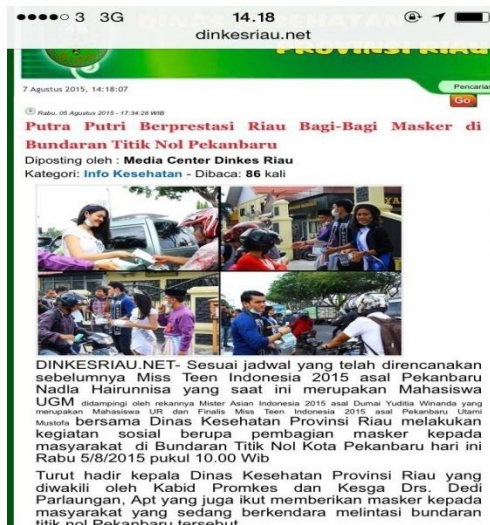 3 3G 14.18
dinkesriau.net
DINAS KESEHATAN
PROVINSI RIAU
7 Agustus 2015, 14:18:07
Pencarian
Go
Rabu, 05 Agustus 2015 - 17:34:28 WIB
Putra Putri Berprestasi Riau Bagi-Bagi Masker di
Bundaran Titik Nol Pekanbaru
Diposting oleh : Media Center Dinkes Riau
Kategori: Info Kesehatan - Dibaca: 86 kali
DINKESRIAU.NET- Sesuai jadwal yang telah direncanakan
sebelumnya Miss Teen Indonesia 2015 asal Pekanbaru
Nadla Hairunnisa yang saat ini merupakan Mahasiswa
UGM didampingi oleh rekannya Mister Asian Indonesia 2015 asal Dumai Yuditia Winanda yang
merupakan Mahasiswa UR dan Finalis Miss Teen Indonesia 2015 asal Pekanbaru Utami
Mustofa bersama Dinas Kesehatan Provinsi Riau melakukan
kegiatan sosial berupa pembagian masker kepada
masyarakat di Bundaran Titik Nol Kota Pekanbaru hari ini
Rabu 5/8/2015 pukul 10.00 Wib
Turut hadir kepala Dinas Kesehatan Provinsi Riau yang
diwakili oleh Kabid Promkes dan Kesga Drs. Dedi
Parlaungan, Apt yang juga ikut memberikan masker kepada
masyarakat yang sedang berkendara melintasi bundaran
titik nol Pekanbaru tersebut